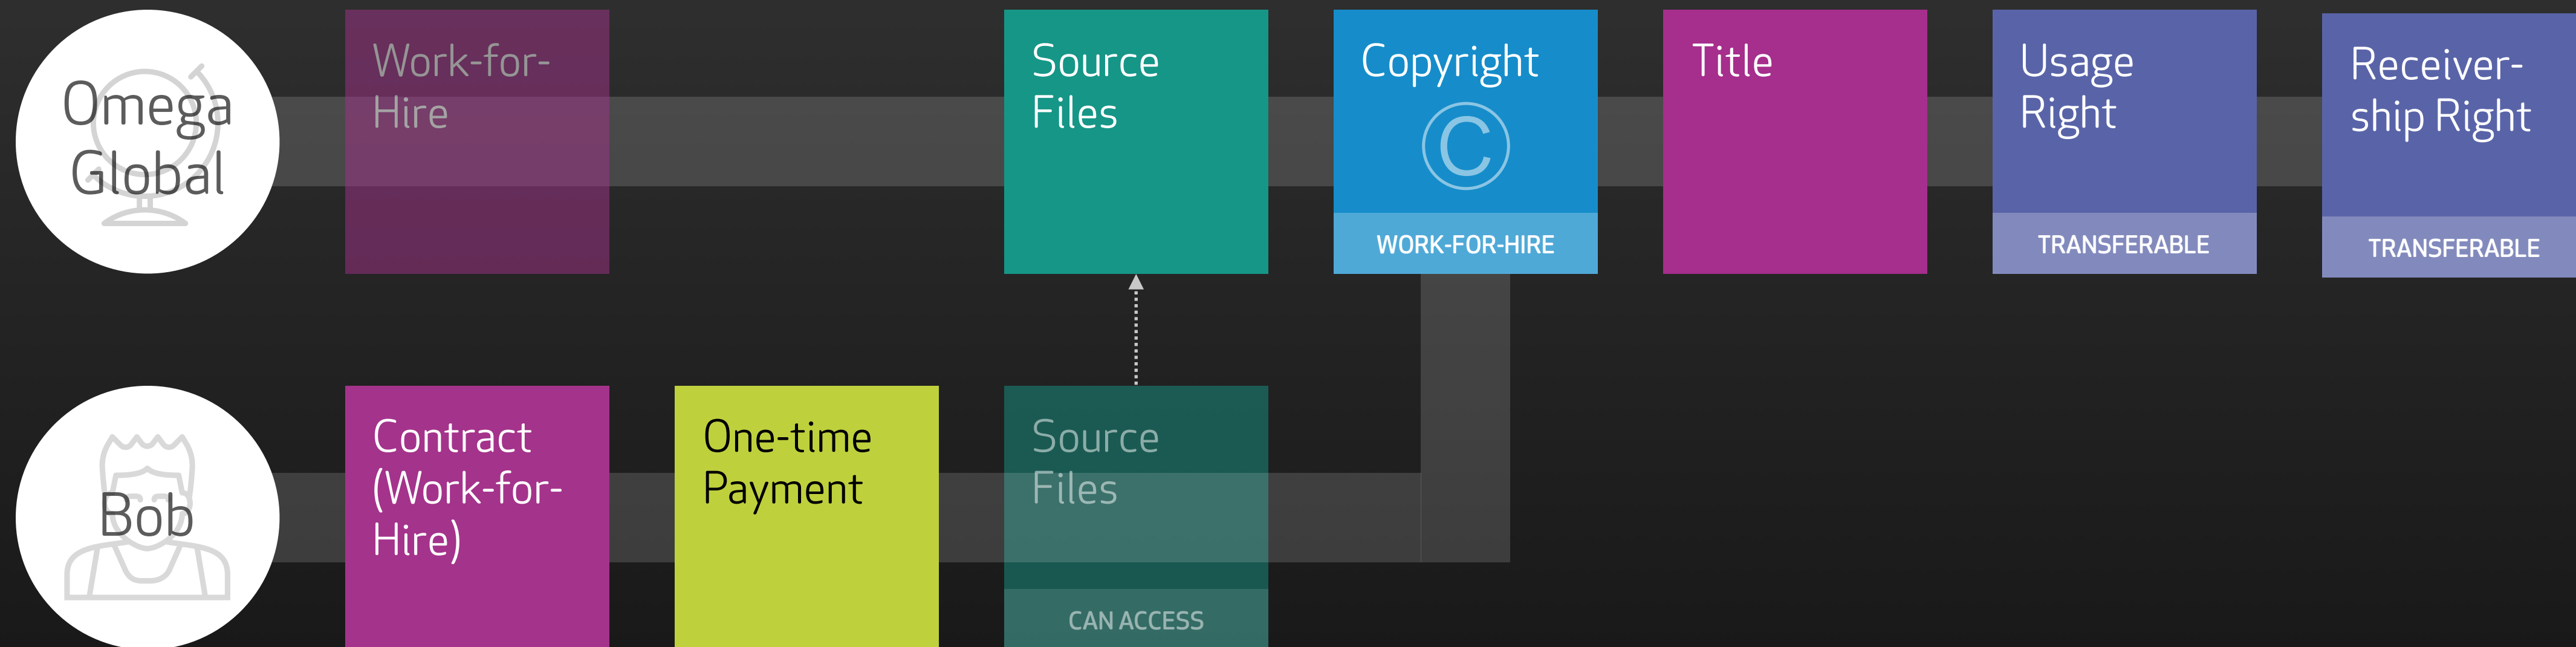 Omega
Global
Work-for-
Hire
Source
Files
Copyright
©
WORK-FOR-HIRE
Title
Usage
Right
TRANSFERABLE
Receiver-
ship Right
TRANSFERABLE
Bob
Contract
(Work-for-
Hire)
One-time
Payment
Source
Files
CAN ACCESS